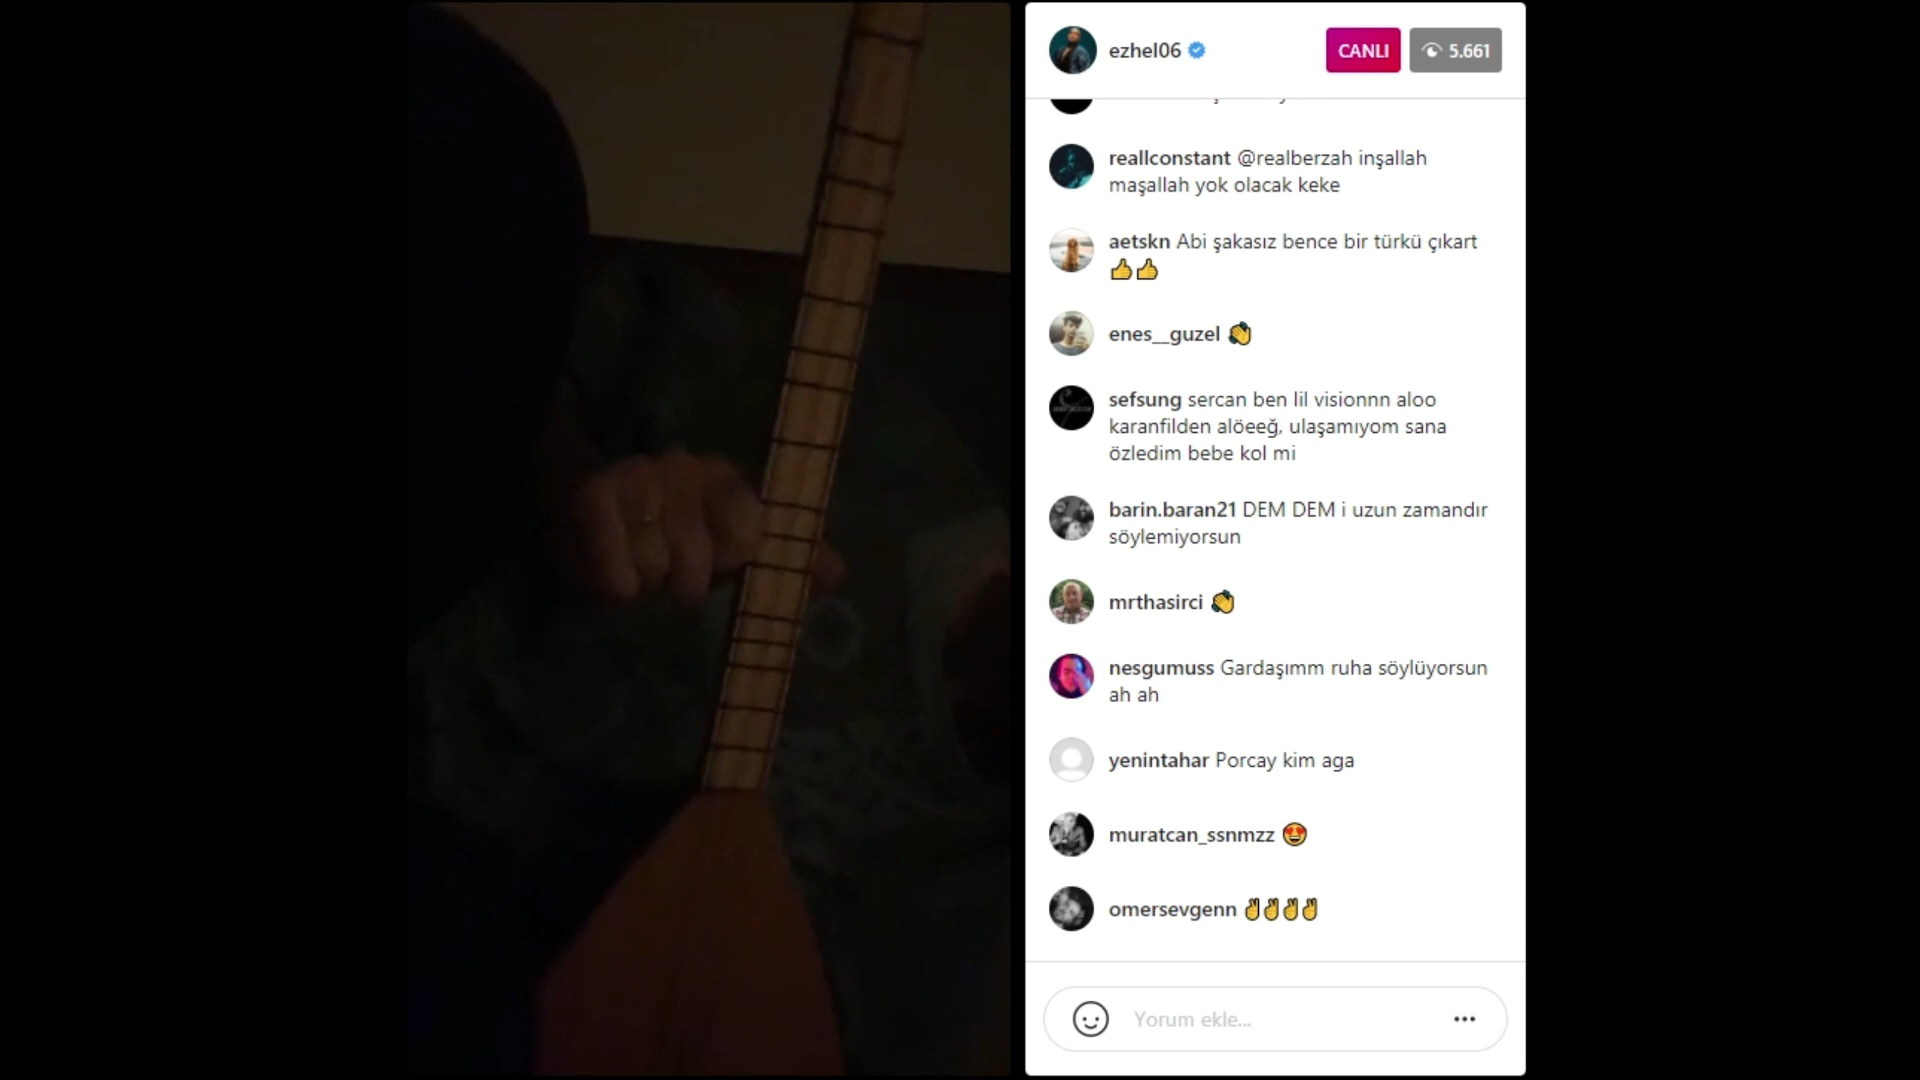 ezhel06
CANLI
5.661
reallconstant @realberzah inşallah
maşallah yok olacak keke
aetskn Abi şakasız bence bir türkü çıkart
👍👍
enes__guzel 👏
sefsung sercan ben lil visionnn aloo
karanfilden alöeeğ, ulaşamıyom sana
özledim bebe kol mi
barin.baran21 DEM DEM i uzun zamandır
söylemiyorsun
mrthasirci 👏
nesgumuss Gardaşımm ruha söylüyorsun
ah ah
yenintahar Porcay kim aga
muratcan_ssnmzz 😍
omersevgenn ✌✌✌✌
Yorum ekle...